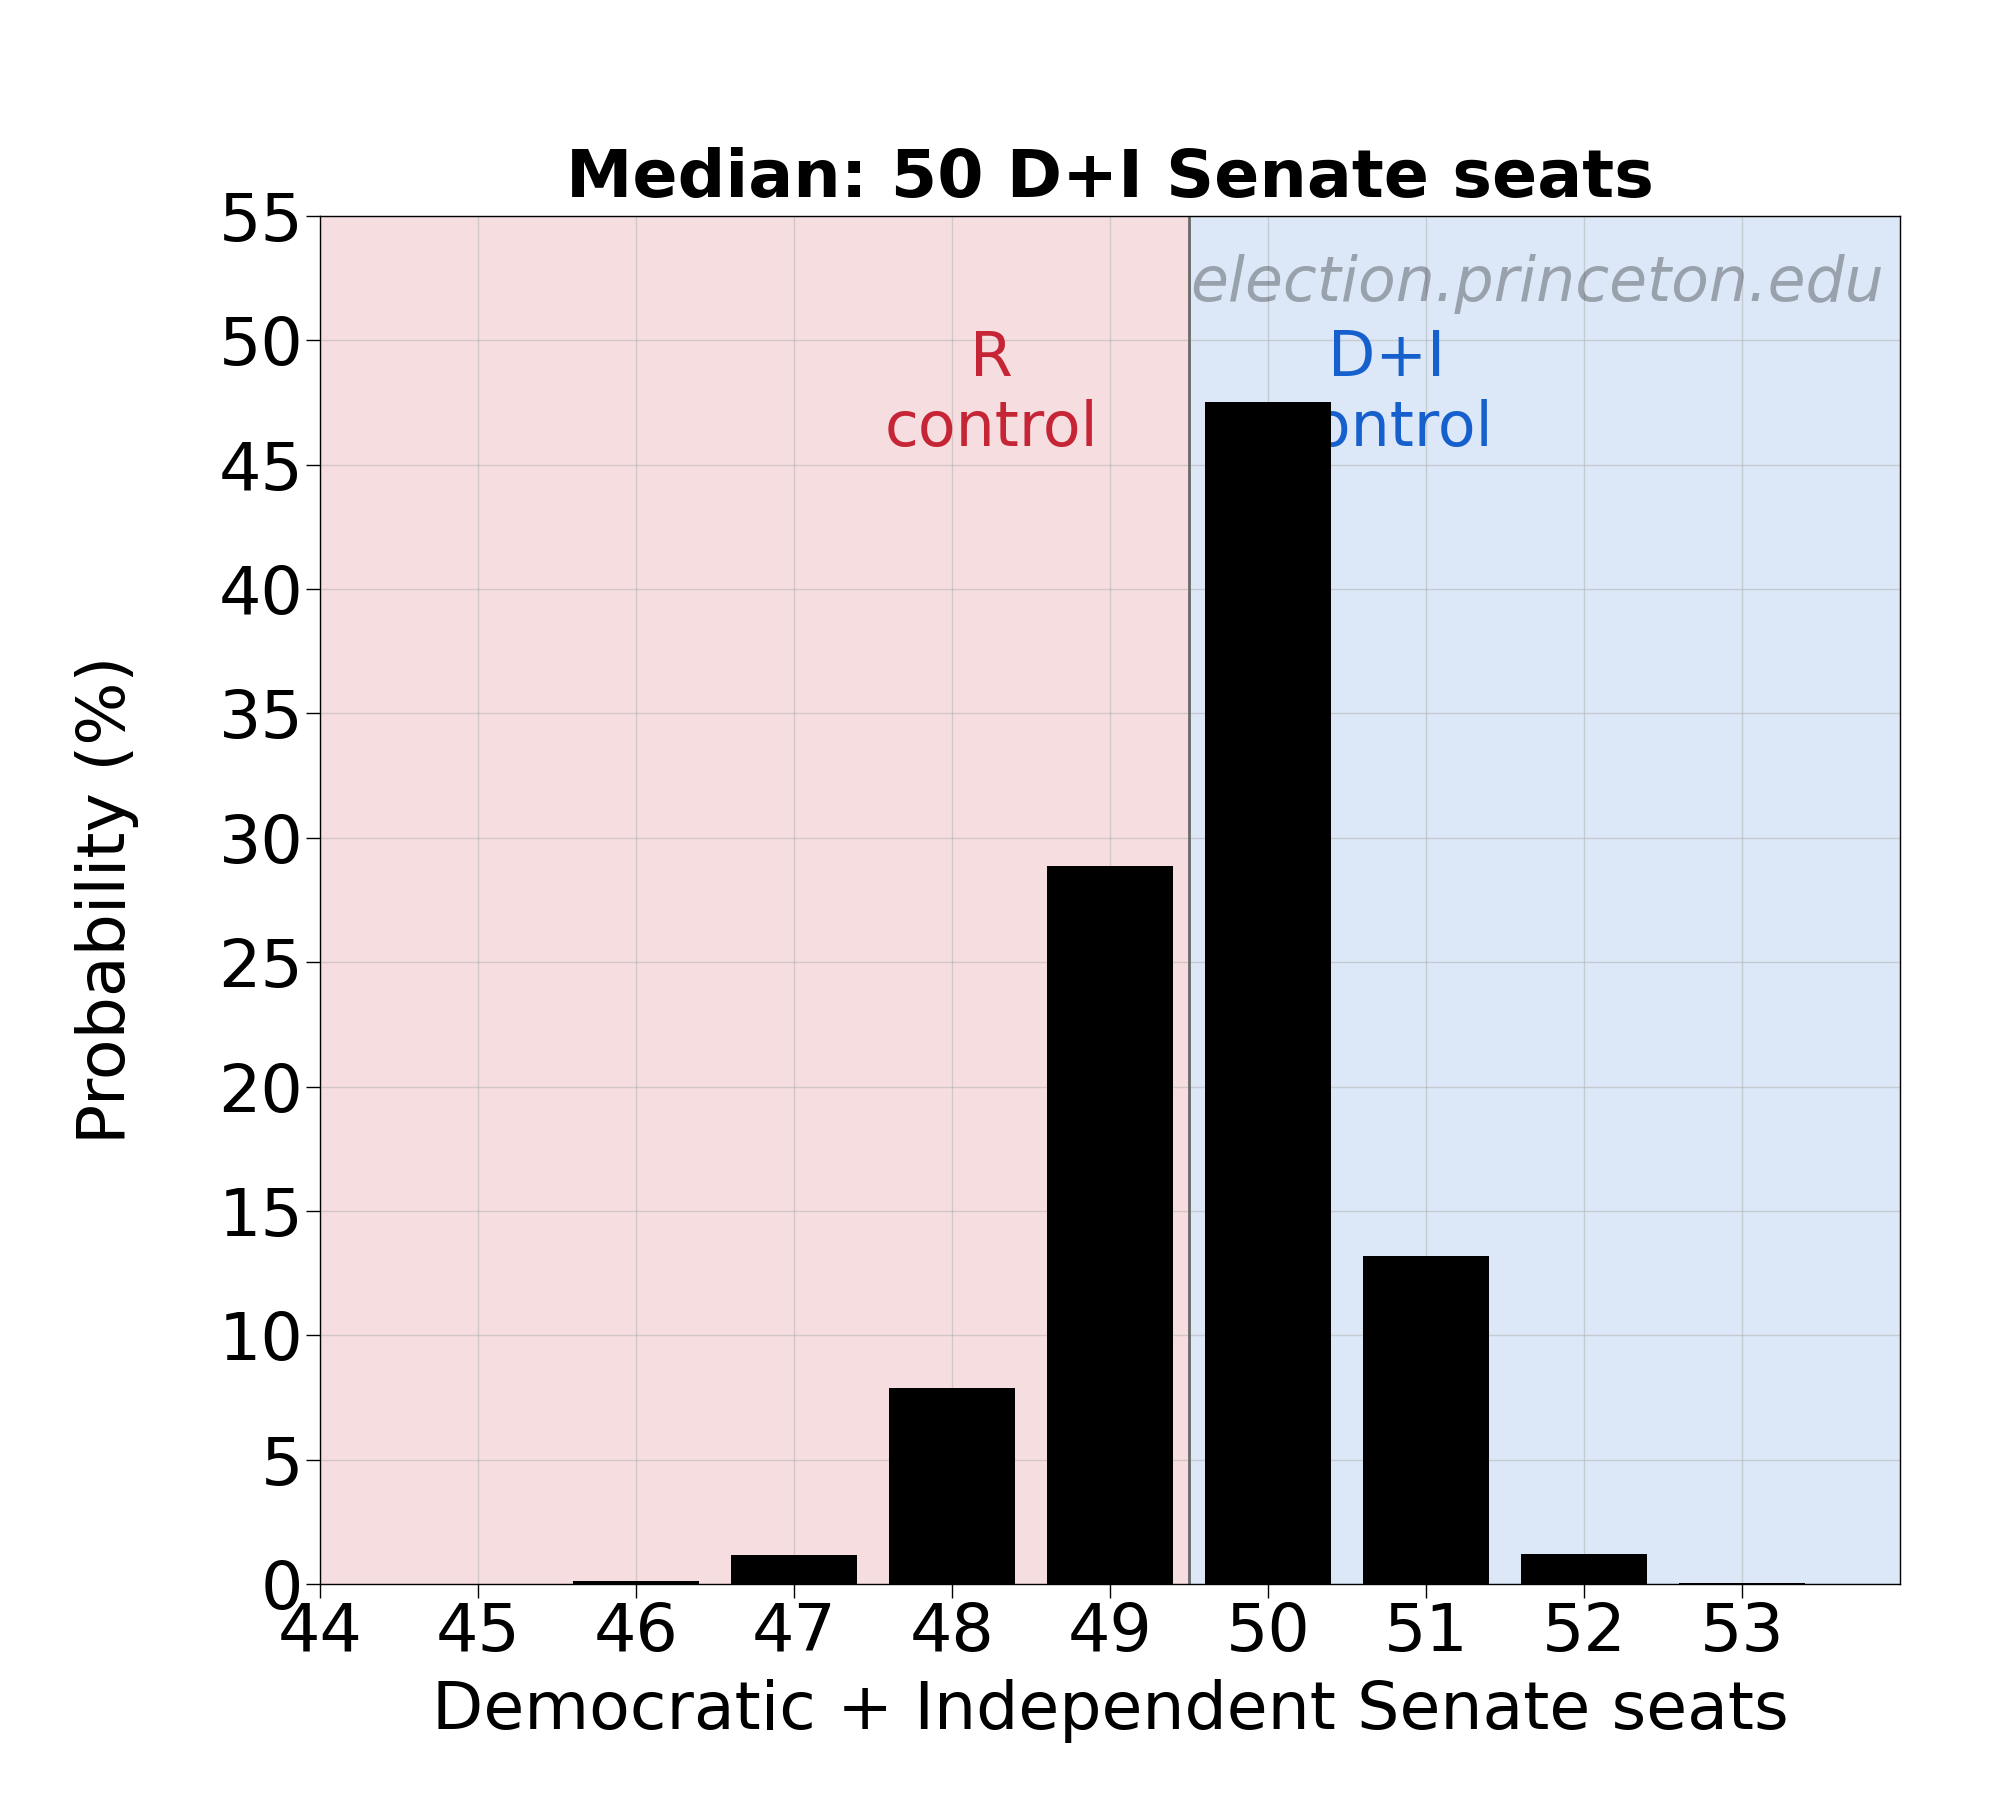 Median: 50 D+I Senate seats
election.princeton.edu
R
control
D+I
ontrol
Probability (%)
55
50
45
40
35
30
25
20
15
10
5
0
44 45 46 47 48 49 50 51 52 53
Democratic + Independent Senate seats